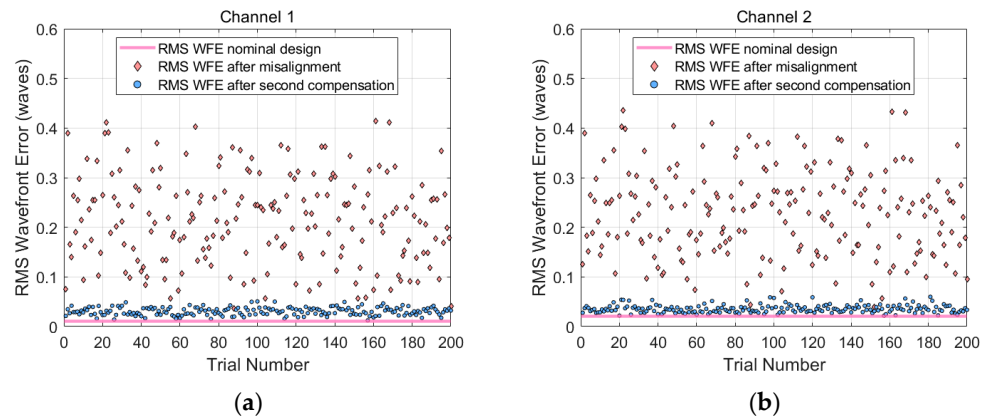 Channel 1
RMS Wavefront Error (waves)
0.6
0.5
0.4
0.3
0.2
0.1
0
RMS WFE nominal design
RMS WFE after misalignment
RMS WFE after second compensation
0 20 40 60 80 100 120 140 160 180 200
Trial Number
(a)
Channel 2
RMS Wavefront Error (waves)
0.6
0.5
0.4
0.3
0.2
0.1
0
RMS WFE nominal design
RMS WFE after misalignment
RMS WFE after second compensation
0 20 40 60 80 100 120 140 160 180 200
Trial Number
(b)